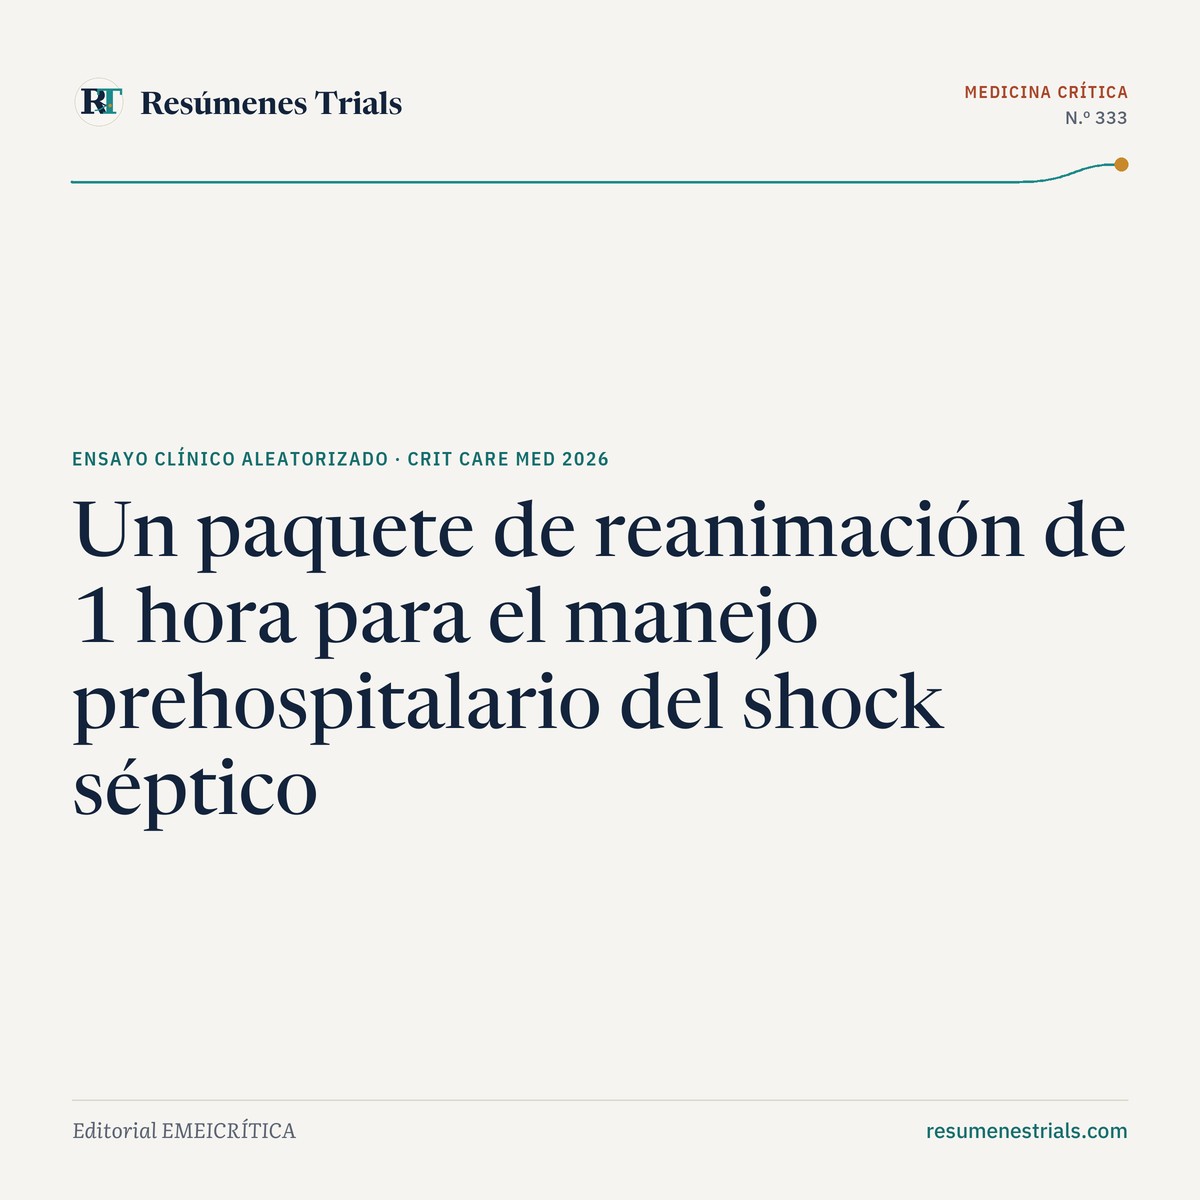 RT Resúmenes Trials
MEDICINA CRÍTICA
N.º 333
ENSAYO CLÍNICO ALEATORIZADO · CRIT CARE MED 2026
Un paquete de reanimación de
1 hora para el manejo
prehospitalario del shock
séptico
Editorial EMEICRÍTICA
resumenestrials.com